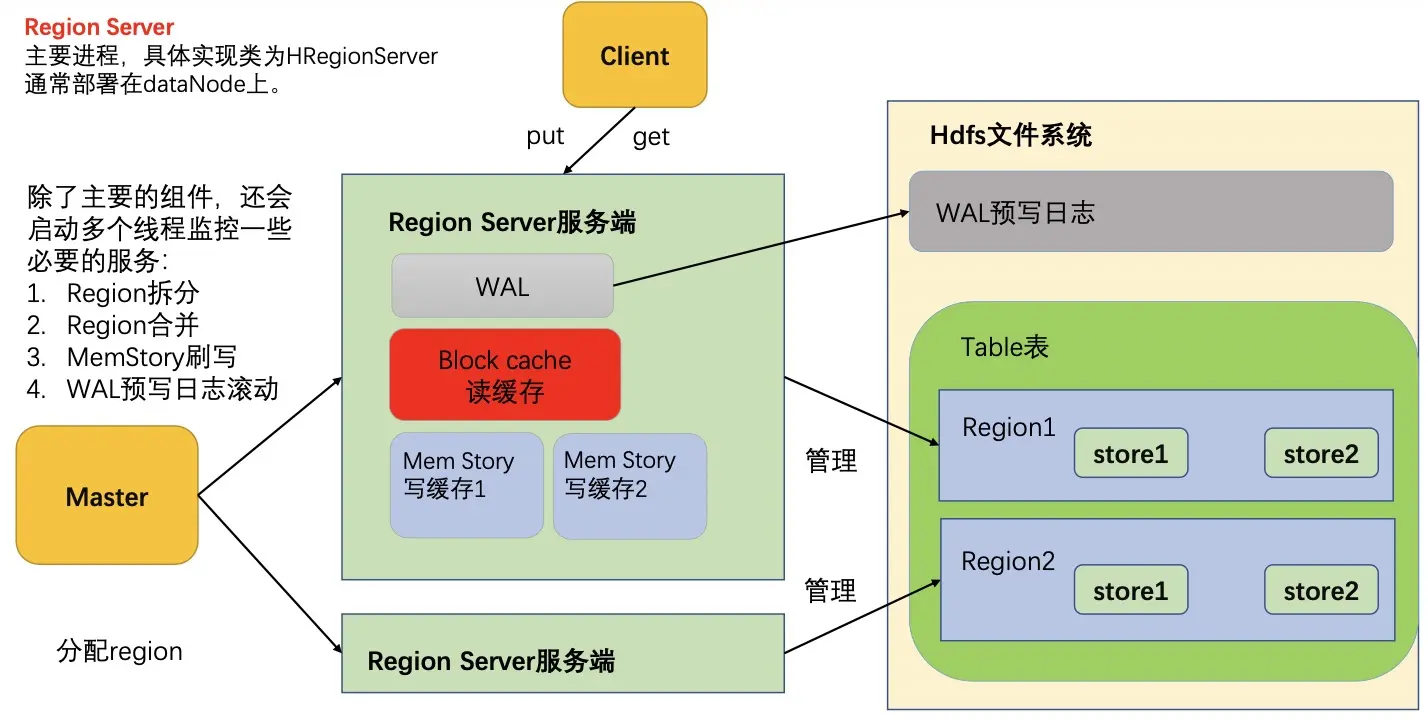 Region Server
主要进程，具体实现类为HRegionServer
通常部署在dataNode上。
Client
put
get
除了主要的组件，还会
启动多个线程监控一些
必要的服务：
1. Region拆分
2. Region合并
3. MemStory刷写
4. WAL预写日志滚动
Master
分配region
Region Server服务端
WAL
Block cache
读缓存
Mem Story
写缓存1
Mem Story
写缓存2
Region Server服务端
管理
管理
Hdfs文件系统
WAL预写日志
Table表
Region1
store1
store2
Region2
store1
store2